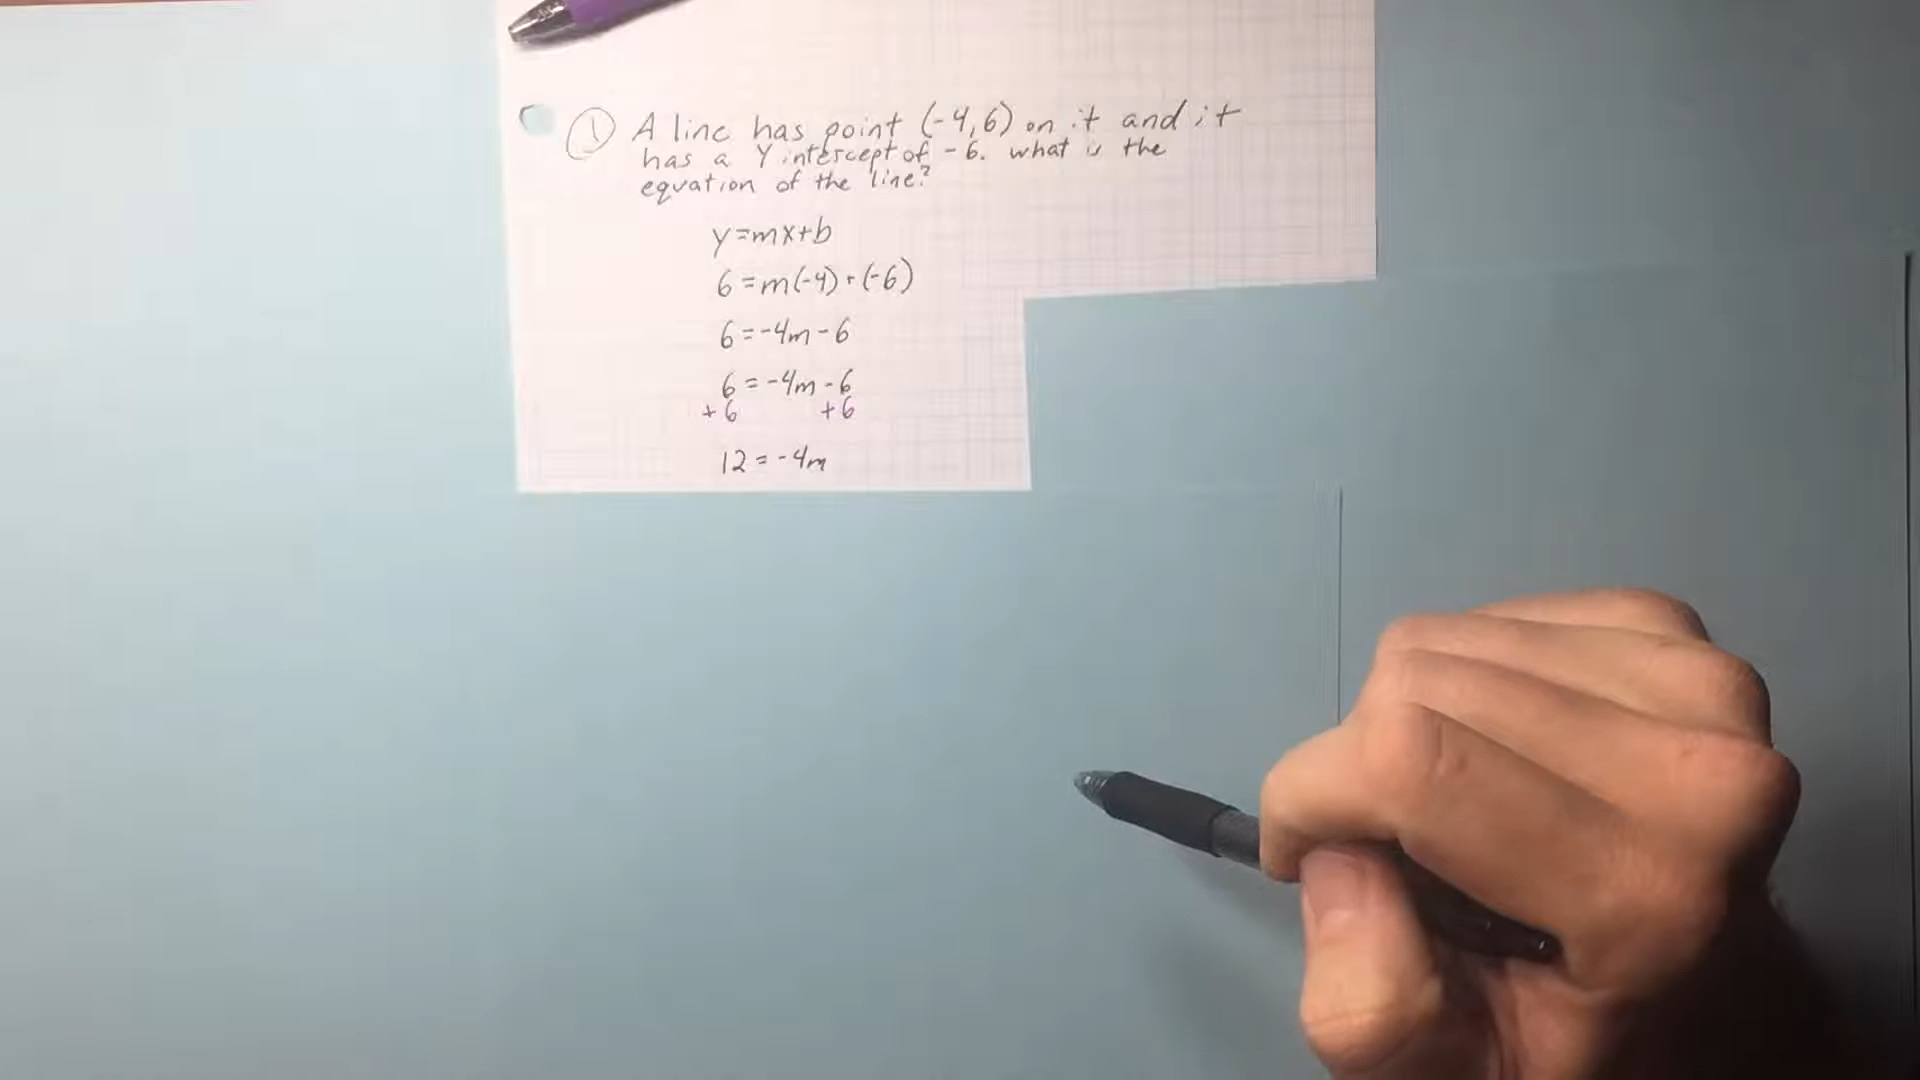 1 A line has point (-4,6) on it and it
has a Y intercept of -6. what is the
equation of the line?
y=mx+b
6=m(-4)+(-6)
6=-4m-6
6=-4m-6
+6 +6
12=-4m